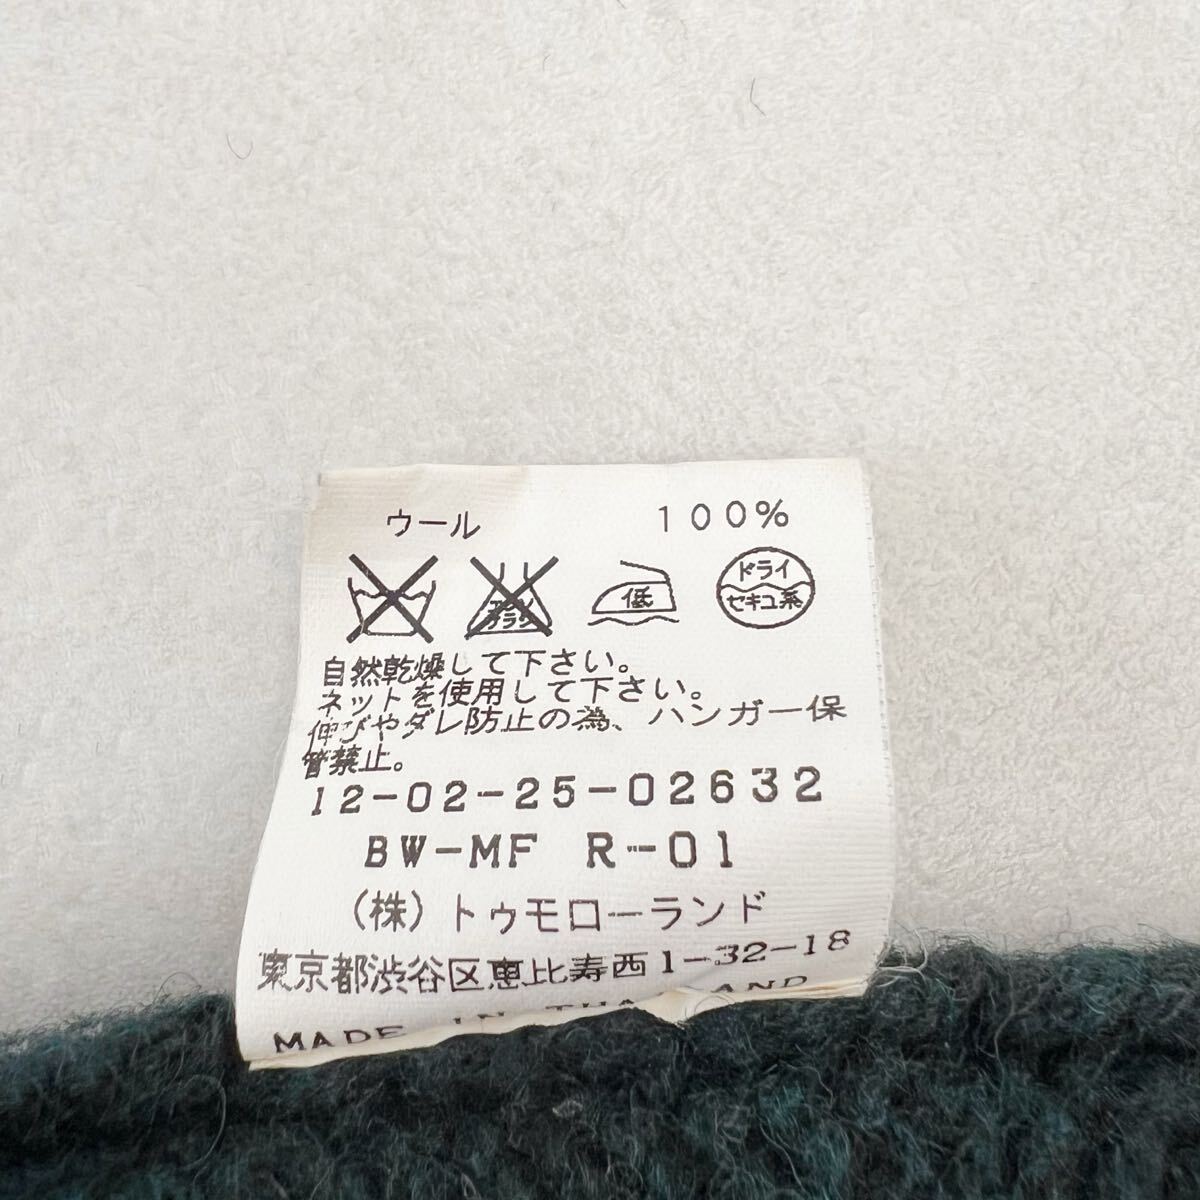 ウール 100%
低 ドライ
セキユ系
自然乾燥して下さい。
ネットを使用して下さい。
伸びやダレ防止の為、ハンガー保
管禁止。
12-02-25-02632
BW-MF R-01
(株)トゥモローランド
東京都渋谷区恵比寿西1-32-18
MADE IN THAILAND